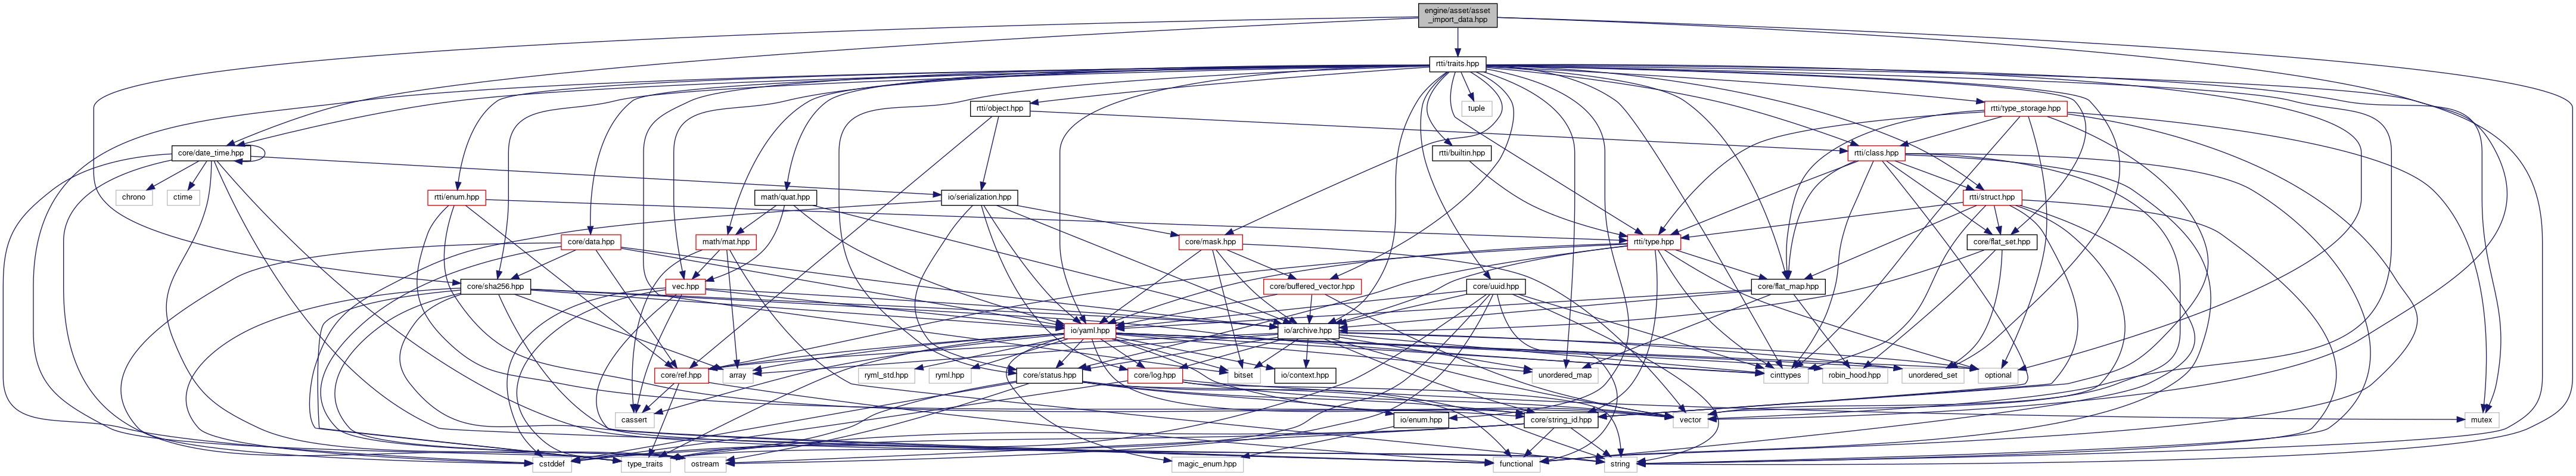 engine/asset/asset
_import_data.hpp
rtti/traits.hpp
rtti/object.hpp
tuple
rtti/type_storage.hpp
core/date_time.hpp
rtti/builtin.hpp
rtti/class.hpp
chrono
ctime
rtti/enum.hpp
math/quat.hpp
io/serialization.hpp
rtti/struct.hpp
core/data.hpp
math/mat.hpp
core/mask.hpp
rtti/type.hpp
core/flat_set.hpp
core/sha256.hpp
vec.hpp
core/buffered_vector.hpp
core/uuid.hpp
core/flat_map.hpp
io/yaml.hpp
io/archive.hpp
core/ref.hpp
array
ryml_std.hpp
ryml.hpp
core/status.hpp
core/log.hpp
bitset
io/context.hpp
unordered_map
cinttypes
robin_hood.hpp
unordered_set
optional
cassert
io/enum.hpp
core/string_id.hpp
vector
mutex
cstddef
type_traits
ostream
magic_enum.hpp
functional
string